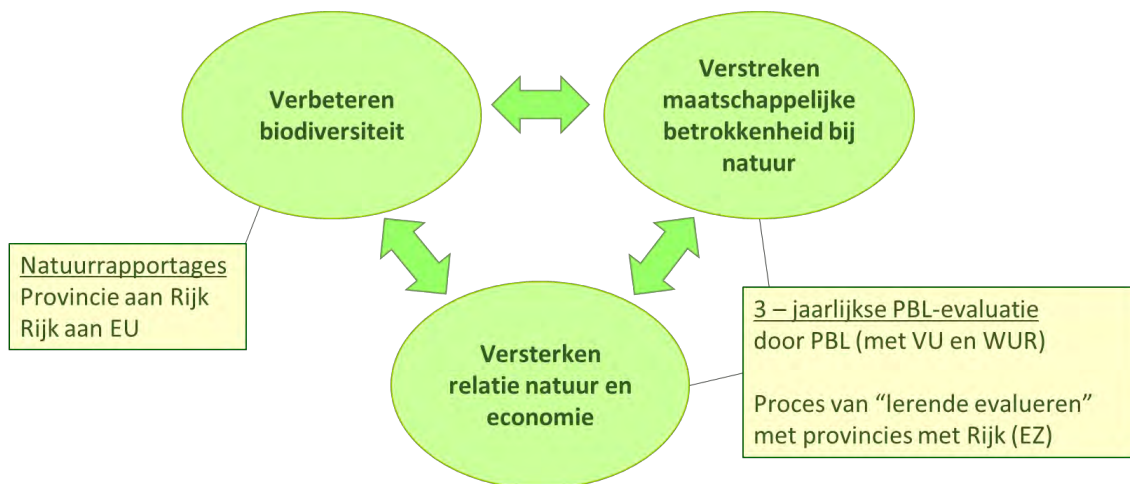 Verbeteren
biodiversiteit
Verstreken
maatschappelijke
betrokkenheid bij
natuur
Natuurrapportages
Provincie aan Rijk
Rijk aan EU
Versterken
relatie natuur en
economie
3 – jaarlijkse PBL-evaluatie
door PBL (met VU en WUR)
Proces van “lerende evalueren”
met provincies met Rijk (EZ)